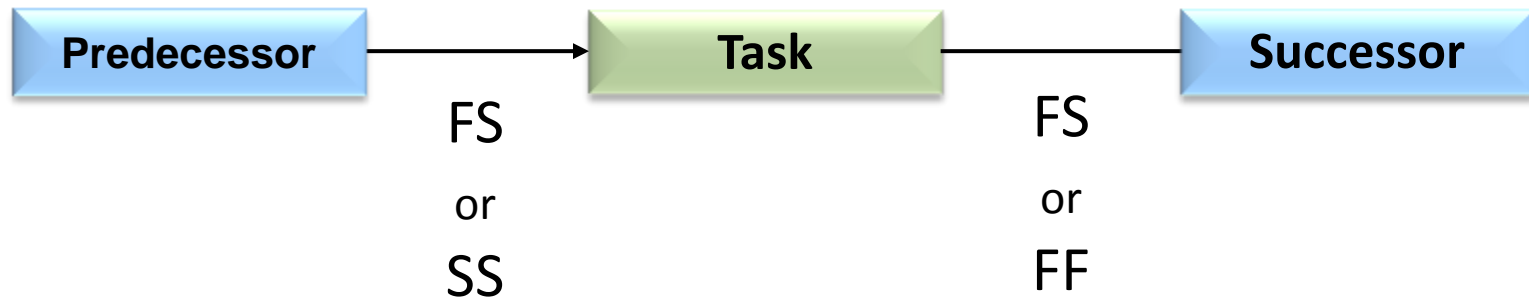 Predecessor
Task
Successor
FS
or
SS
FS
or
FF